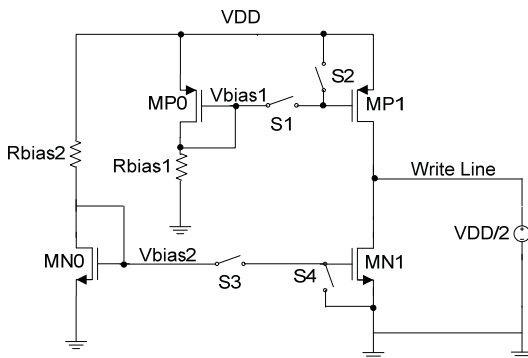 VDD
S2
MP0
Vbias1
MP1
S1
Rbias2
Rbias1
Write Line
VDD/2
MN0
Vbias2
S3
S4
MN1